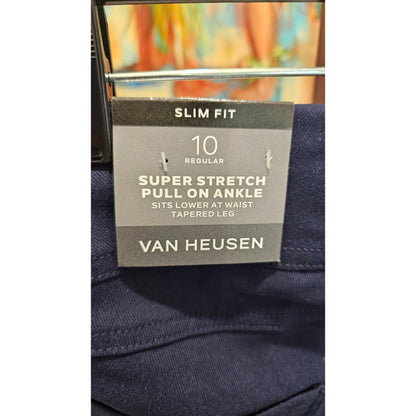 SLIM FIT
10
REGULAR
SUPER STRETCH
PULL ON ANKLE
SITS LOWER AT WAIST
TAPERED LEG
VAN HEUSEN